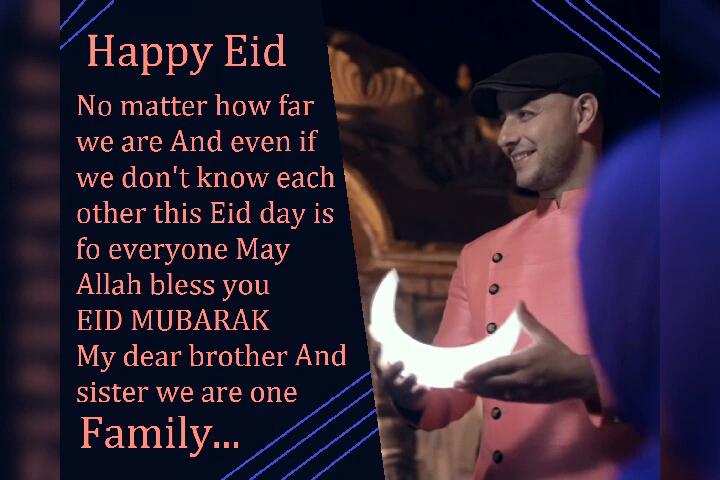 Happy Eid
No matter how far
we are And even if
we don't know each
other this Eid day is
fo everyone May
Allah bless you
EID MUBARAK
My dear brother And
sister we are one
Family...